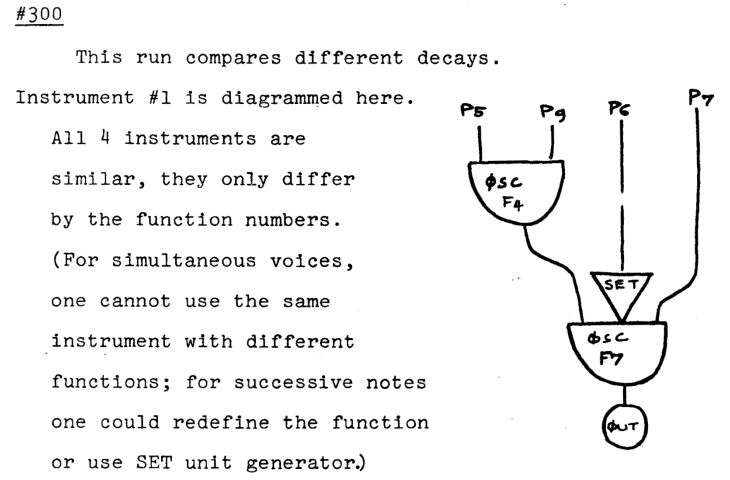 #300
This run compares different decays.
Instrument #1 is diagrammed here.
All 4 instruments are
similar, they only differ
by the function numbers.
(For simultaneous voices,
one cannot use the same
instrument with different
functions; for successive notes
one could redefine the function
or use SET unit generator.)
P5 P9 P6 P7
ØSC
F4
SET
ØSC
F7
ØUT